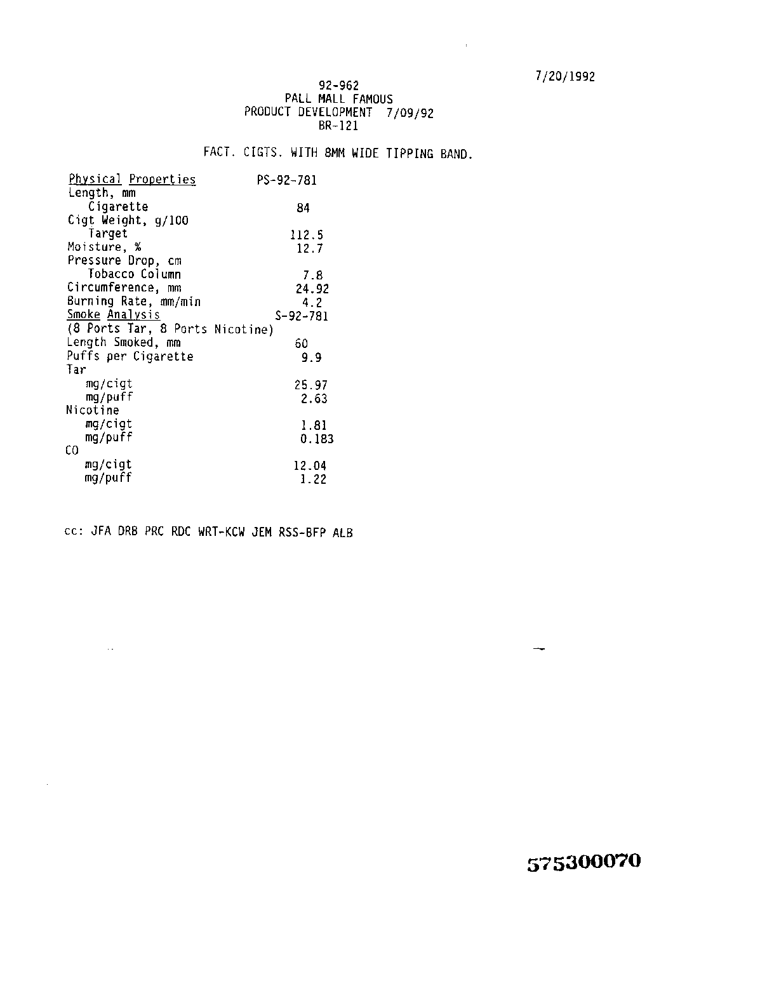 7/20/1992
92-962
PALL MALL FAMOUS
PRODUCT DEVELOPMENT 7/09/92
BR-121
FACT. CIGTS. WITH 8MM WIDE TIPPING BAND.
Physical Properties PS-92-781
Length, mm
Cigarette 84
Cigt Weight, g/100
Target 112.5
Moisture, % 12.7
Pressure Drop, cm
Tobacco Column 7.8
Circumference, mm 24.92
Burning Rate, mm/min 4.2
Smoke Analysis S-92-781
(8 Ports Tar, 8 Ports Nicotine)
Length Smoked, mm 60
Puffs per Cigarette 9.9
Tar
mg/cigt 25.97
mg/puff 2.63
Nicotine
mg/cigt 1.81
mg/puff 0.183
CO
mg/cigt 12.04
mg/puff 1.22
cc: JFA DRB PRC RDC WRT-KCW JEM RSS-BFP ALB
575300070